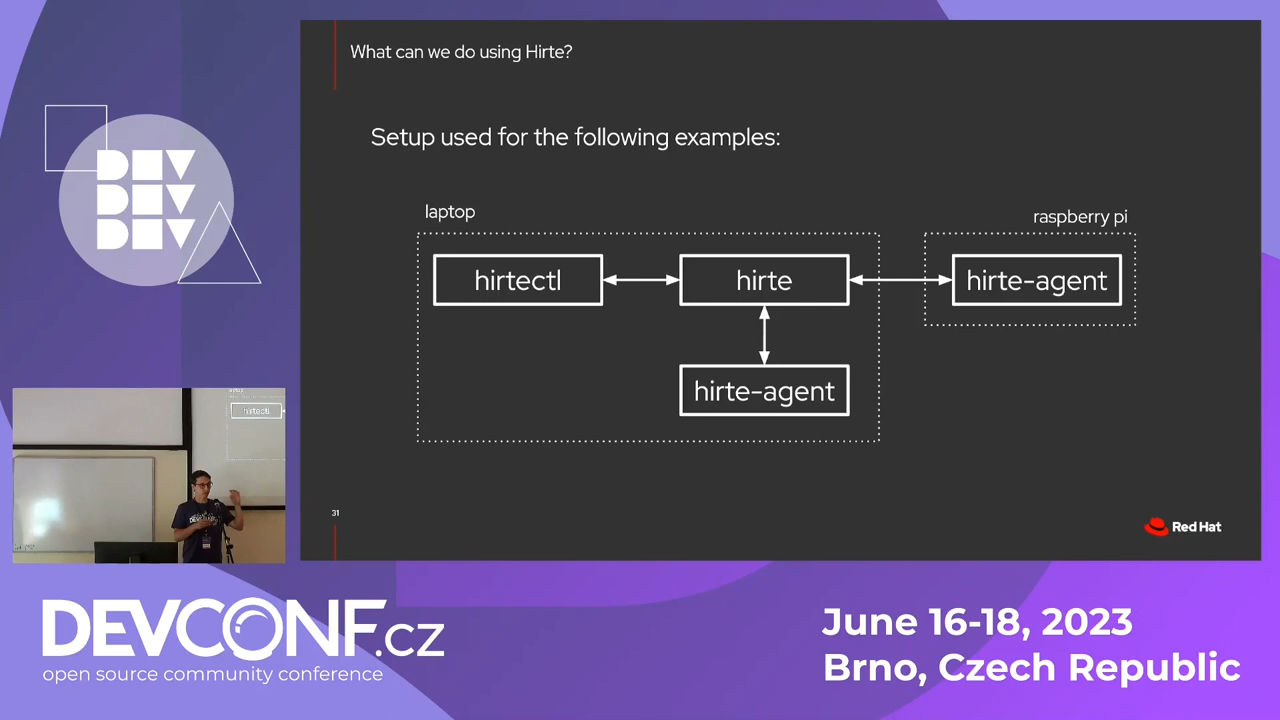 What can we do using Hirte?
Setup used for the following examples:
laptop
raspberry pi
hirtectl
hirte
hirte-agent
hirte-agent
31
Red Hat
DEV
DEV
DEV
hirtectl
DEVCONF.cz
open source community conference
June 16-18, 2023
Brno, Czech Republic